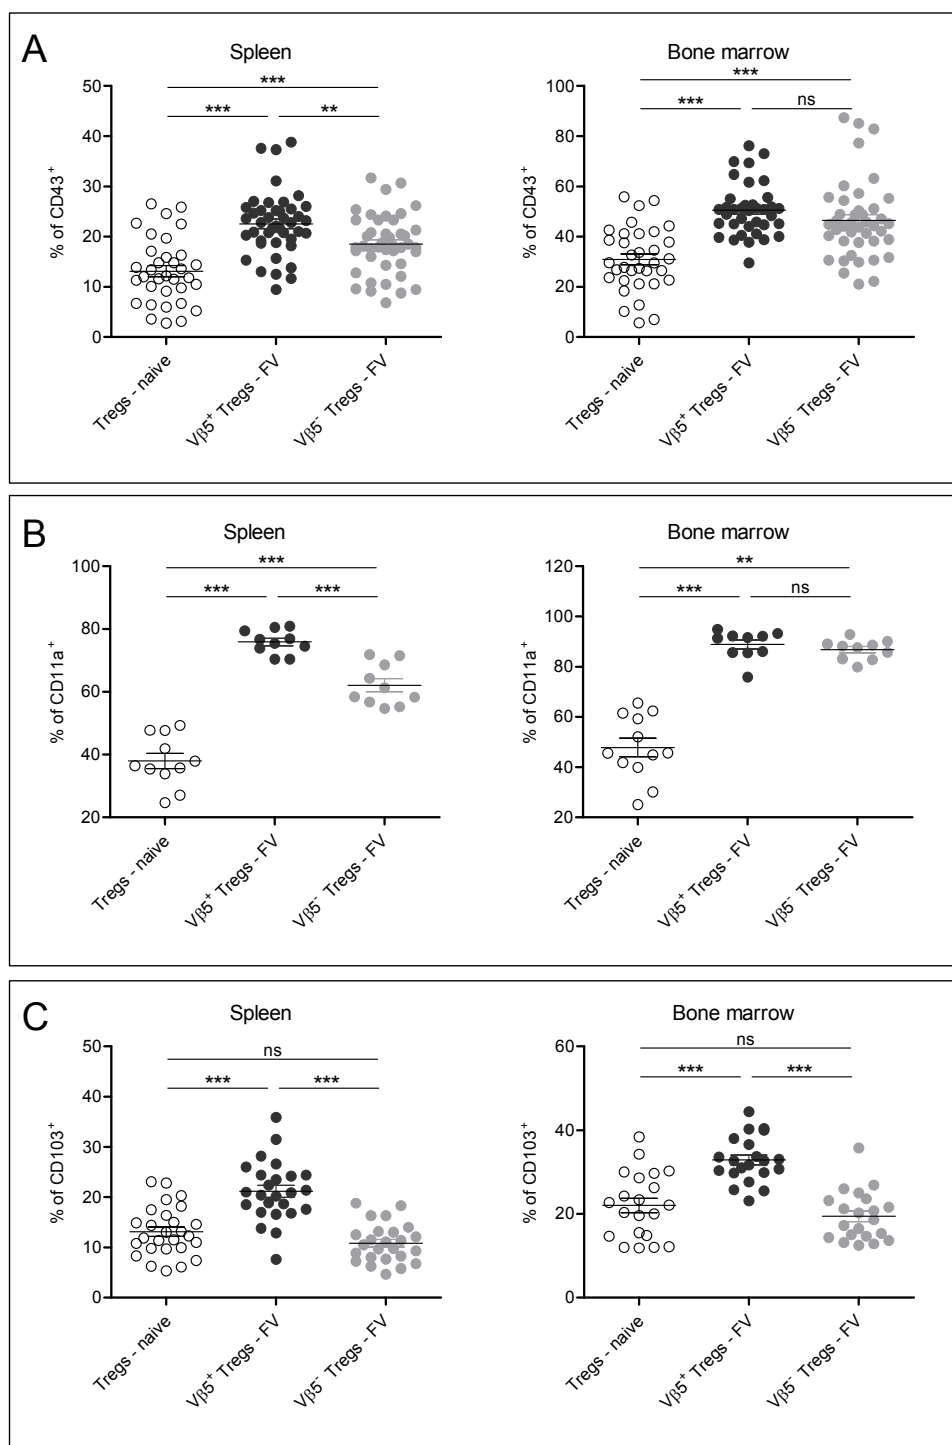 A
Spleen
Bone marrow
% of CD43⁺
50
40
30
20
10
0
***
***
**
Tregs - naive
Vβ5⁺ Tregs - FV
Vβ5⁻ Tregs - FV
% of CD43⁺
100
80
60
40
20
0
***
***
ns
Tregs - naive
Vβ5⁺ Tregs - FV
Vβ5⁻ Tregs - FV
B
Spleen
Bone marrow
% of CD11a⁺
100
80
60
40
20
***
***
***
Tregs - naive
Vβ5⁺ Tregs - FV
Vβ5⁻ Tregs - FV
% of CD11a⁺
120
100
80
60
40
20
**
***
ns
Tregs - naive
Vβ5⁺ Tregs - FV
Vβ5⁻ Tregs - FV
C
Spleen
Bone marrow
% of CD103⁺
50
40
30
20
10
0
ns
***
***
Tregs - naive
Vβ5⁺ Tregs - FV
Vβ5⁻ Tregs - FV
% of CD103⁺
60
40
20
0
ns
***
***
Tregs - naive
Vβ5⁺ Tregs - FV
Vβ5⁻ Tregs - FV